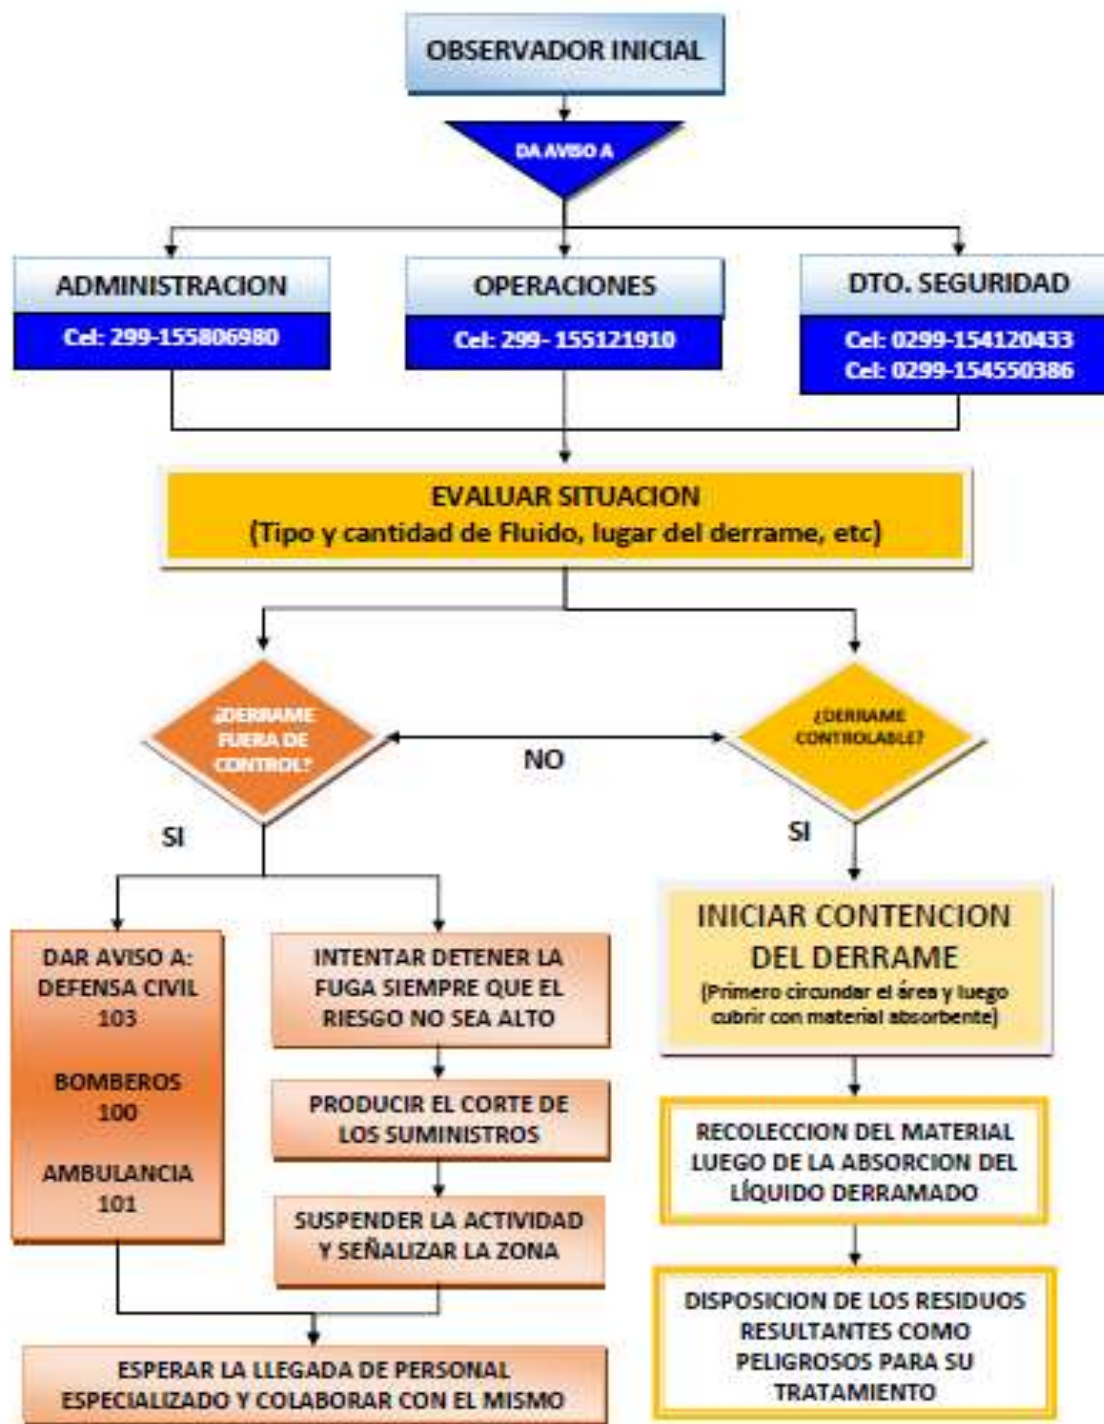 OBSERVADOR INICIAL
DA AVISO A
ADMINISTRACION
Cel: 299-155806980
OPERACIONES
Cel: 299- 155121910
DTO. SEGURIDAD
Cel: 0299-154120433
Cel: 0299-154550386
EVALUAR SITUACION
(Tipo y cantidad de Fluido, lugar del derrame, etc)
¿DERRAME
FUERA DE
CONTROL?
NO
¿DERRAME
CONTROLABLE?
SI
SI
DAR AVISO A:
DEFENSA CIVIL
103
BOMBEROS
100
AMBULANCIA
101
INTENTAR DETENER LA
FUGA SIEMPRE QUE EL
RIESGO NO SEA ALTO
PRODUCIR EL CORTE DE
LOS SUMINISTROS
SUSPENDER LA ACTIVIDAD
Y SEÑALIZAR LA ZONA
ESPERAR LA LLEGADA DE PERSONAL
ESPECIALIZADO Y COLABORAR CON EL MISMO
INICIAR CONTENCION
DEL DERRAME
(Primero circundar el área y luego
cubrir con material absorbente)
RECOLECCION DEL MATERIAL
LUEGO DE LA ABSORCION DEL
LÍQUIDO DERRAMADO
DISPOSICION DE LOS RESIDUOS
RESULTANTES COMO
PELIGROSOS PARA SU
TRATAMIENTO